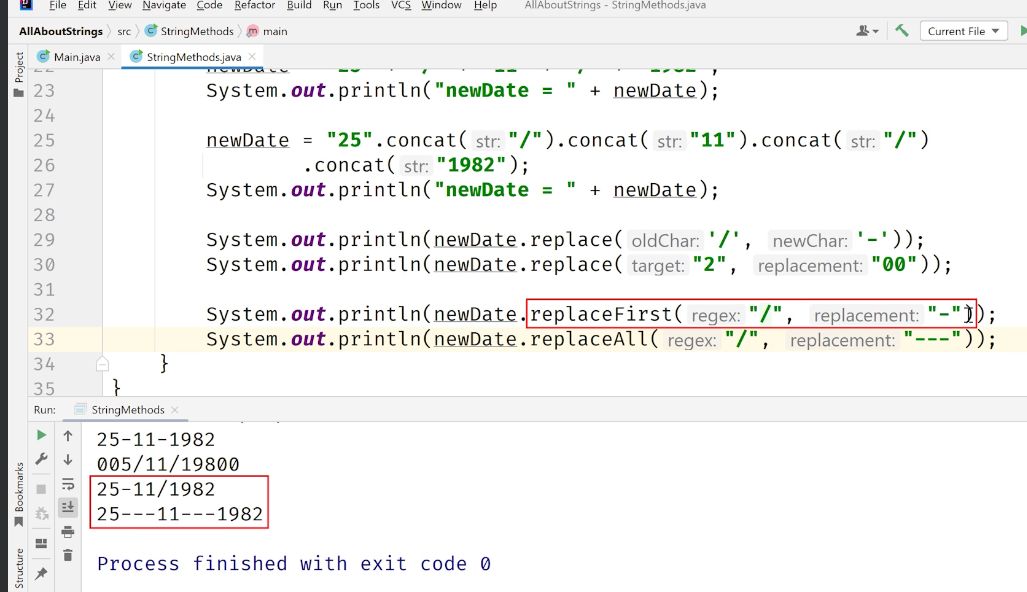 File Edit View Navigate Code Refactor Build Run Tools VCS Window Help AllAboutStrings - StringMethods.java
AllAboutStrings src StringMethods main Current File
Project
Main.java StringMethods.java
23 System.out.println("newDate = " + newDate);
24
25 newDate = "25".concat( str: "/").concat( str: "11").concat( str: "/")
26 .concat( str: "1982");
27 System.out.println("newDate = " + newDate);
28
29 System.out.println(newDate.replace( oldChar: '/', newChar: '-'));
30 System.out.println(newDate.replace( target: "2", replacement: "00"));
31
32 System.out.println(newDate.replaceFirst( regex: "/", replacement: "-"));
33 System.out.println(newDate.replaceAll( regex: "/", replacement: "---"));
34 }
35 }
Run: StringMethods
25-11-1982
005/11/19800
25-11/1982
25---11---1982
Process finished with exit code 0
Bookmarks
Structure